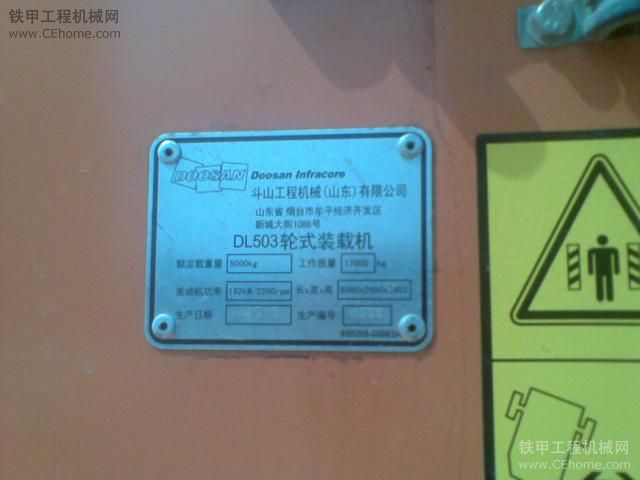 铁甲工程机械网
www.CEhome.com
DOOSAN
Doosan Infracore
斗山工程机械(山东)有限公司
山东省 烟台市牟平经济开发区
新城大街1088号
DL503轮式装载机
额定载重量 5000kg 工作质量 17000 kg
发动机功率 162kW/2200rpm 长x宽x高
生产日期 生产编号
铁甲工程机械网
www.CEhome.com